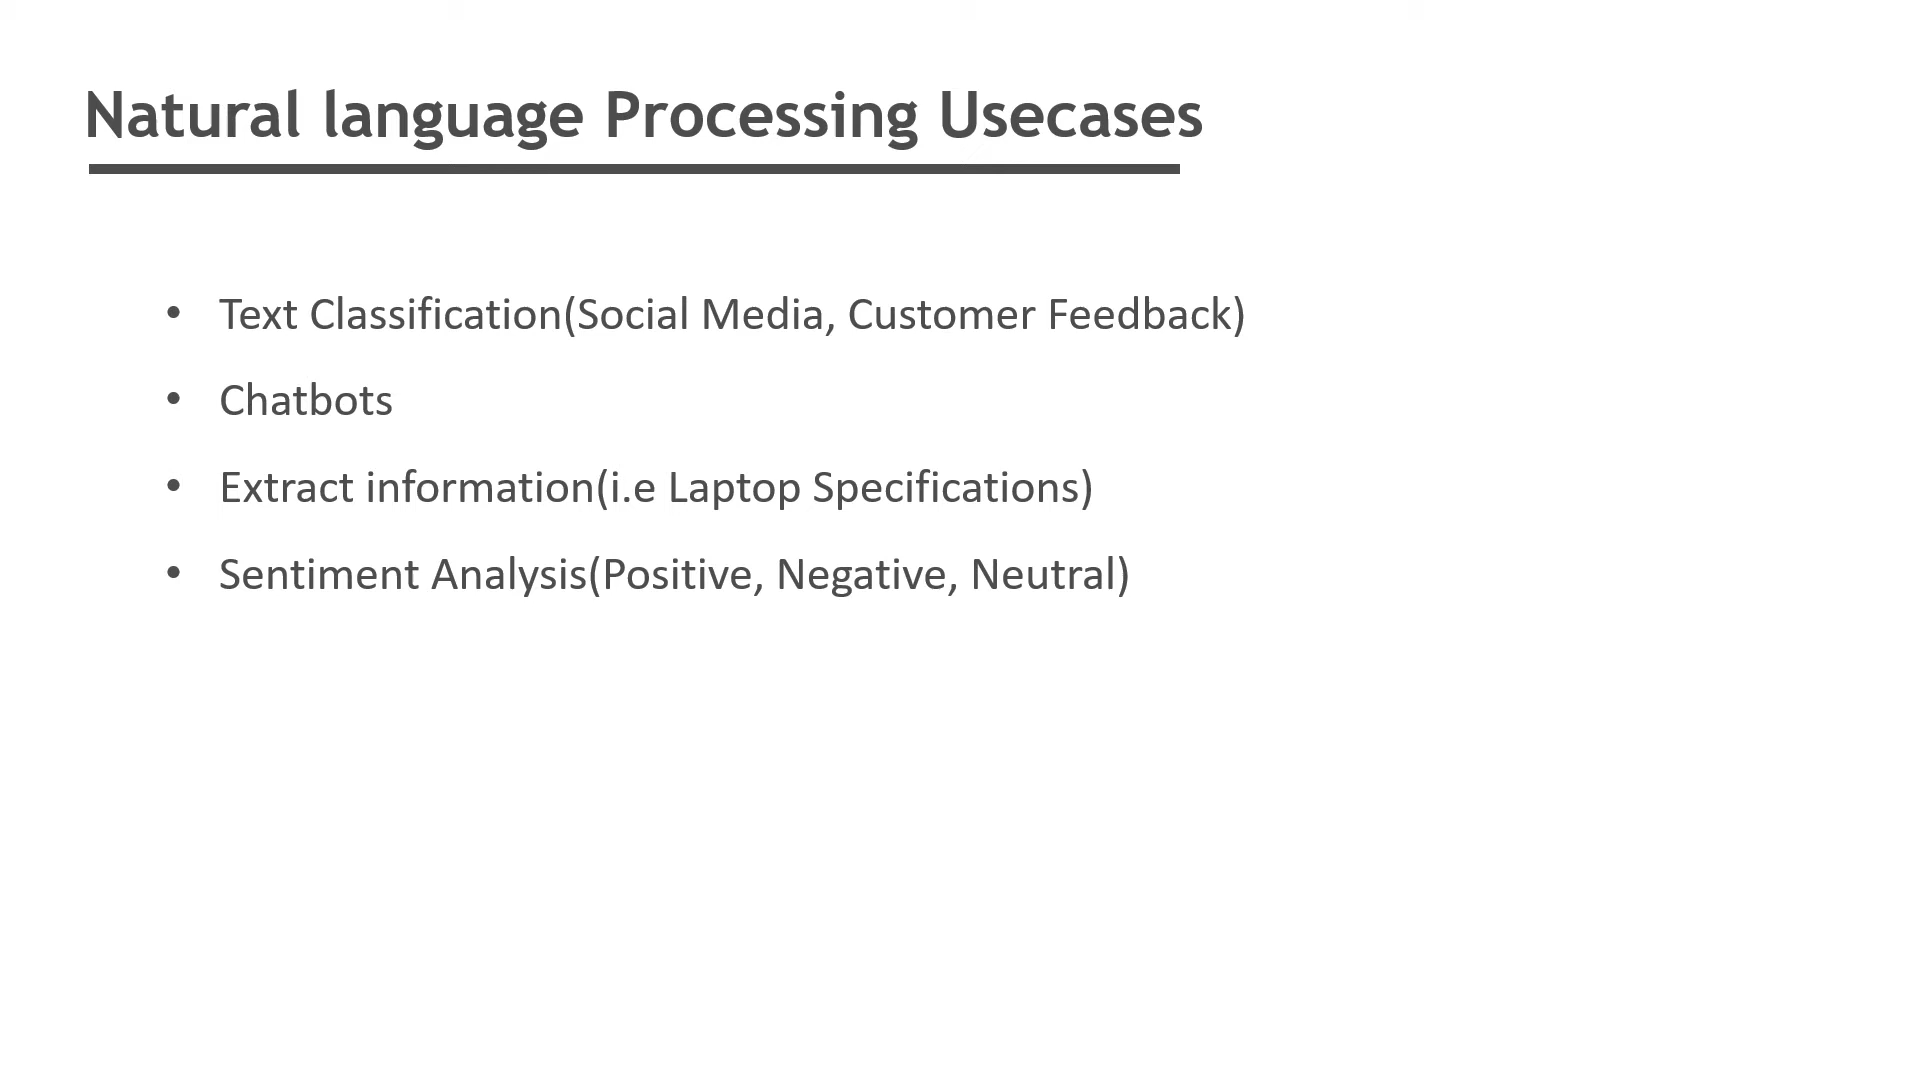 Natural language Processing Usecases
• Text Classification(Social Media, Customer Feedback)
• Chatbots
• Extract information(i.e Laptop Specifications)
• Sentiment Analysis(Positive, Negative, Neutral)